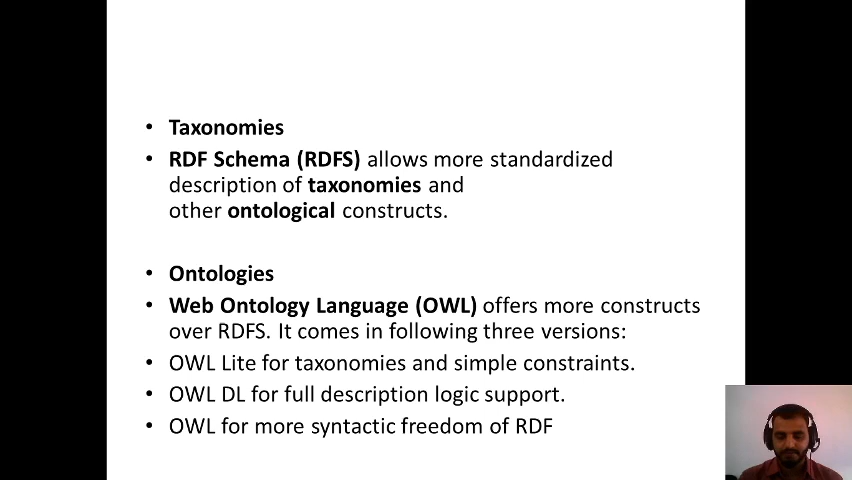 • Taxonomies
• RDF Schema (RDFS) allows more standardized
description of taxonomies and
other ontological constructs.
• Ontologies
• Web Ontology Language (OWL) offers more constructs
over RDFS. It comes in following three versions:
• OWL Lite for taxonomies and simple constraints.
• OWL DL for full description logic support.
• OWL for more syntactic freedom of RDF